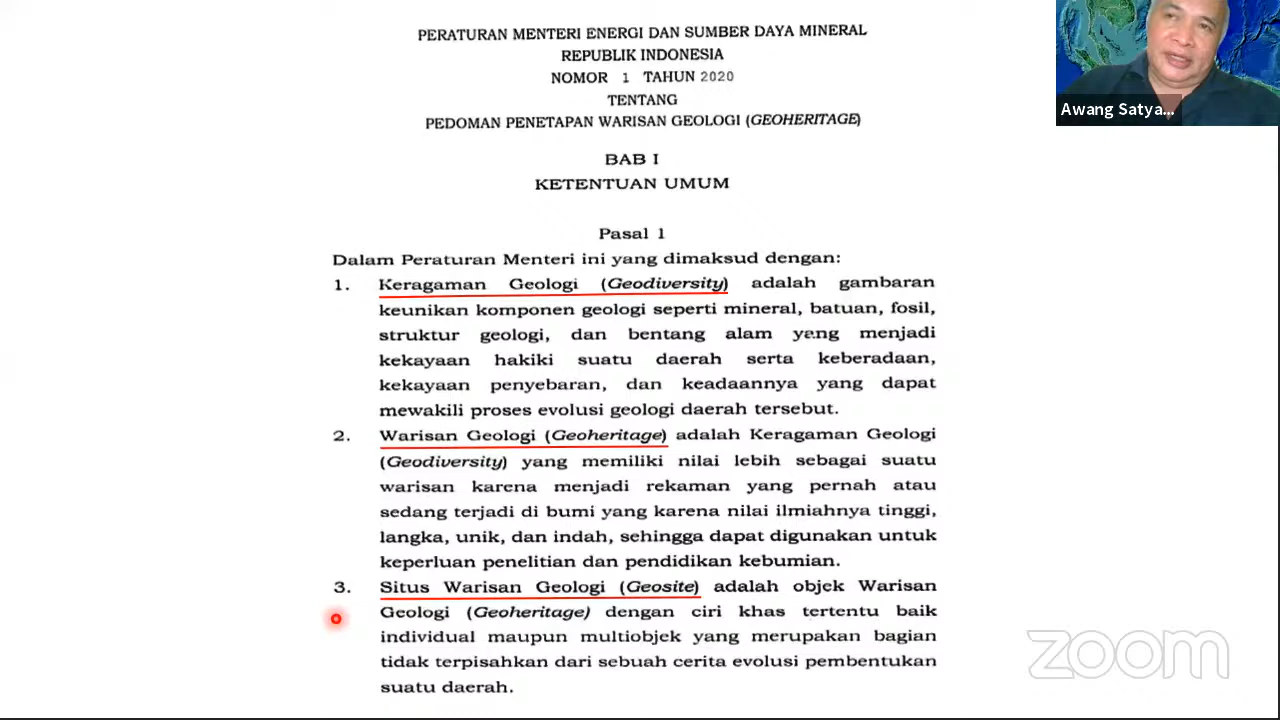 PERATURAN MENTERI ENERGI DAN SUMBER DAYA MINERAL
REPUBLIK INDONESIA
NOMOR 1 TAHUN 2020
TENTANG
PEDOMAN PENETAPAN WARISAN GEOLOGI (GEOHERITAGE)
BAB I
KETENTUAN UMUM
Pasal 1
Dalam Peraturan Menteri ini yang dimaksud dengan:
1. Keragaman Geologi (Geodiversity) adalah gambaran
keunikan komponen geologi seperti mineral, batuan, fosil,
struktur geologi, dan bentang alam yang menjadi
kekayaan hakiki suatu daerah serta keberadaan,
kekayaan penyebaran, dan keadaannya yang dapat
mewakili proses evolusi geologi daerah tersebut.
2. Warisan Geologi (Geoheritage) adalah Keragaman Geologi
(Geodiversity) yang memiliki nilai lebih sebagai suatu
warisan karena menjadi rekaman yang pernah atau
sedang terjadi di bumi yang karena nilai ilmiahnya tinggi,
langka, unik, dan indah, sehingga dapat digunakan untuk
keperluan penelitian dan pendidikan kebumian.
3. Situs Warisan Geologi (Geosite) adalah objek Warisan
Geologi (Geoheritage) dengan ciri khas tertentu baik
individual maupun multiobjek yang merupakan bagian
tidak terpisahkan dari sebuah cerita evolusi pembentukan
suatu daerah.
Awang Satya...
zoom